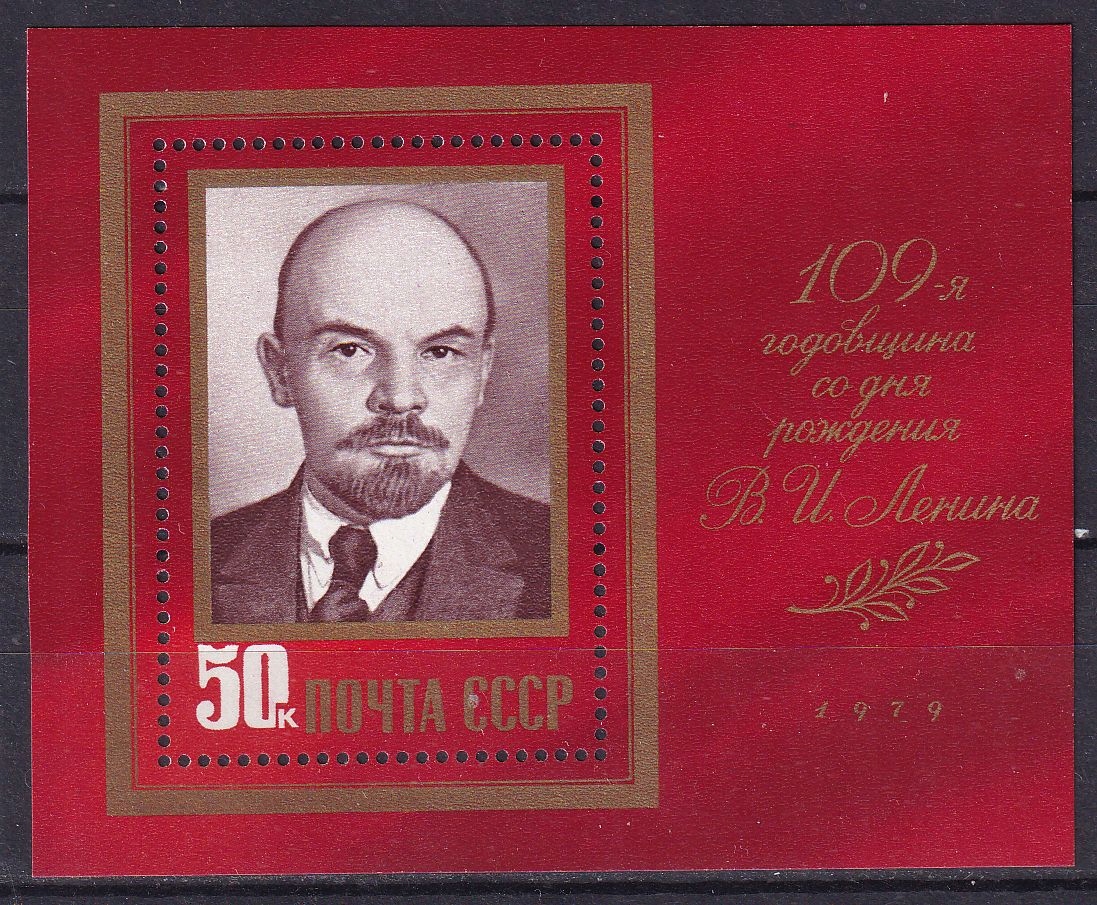 50к ПОЧТА СССР
109-я
годовщина
со дня
рождения
В. И. Ленина
1979